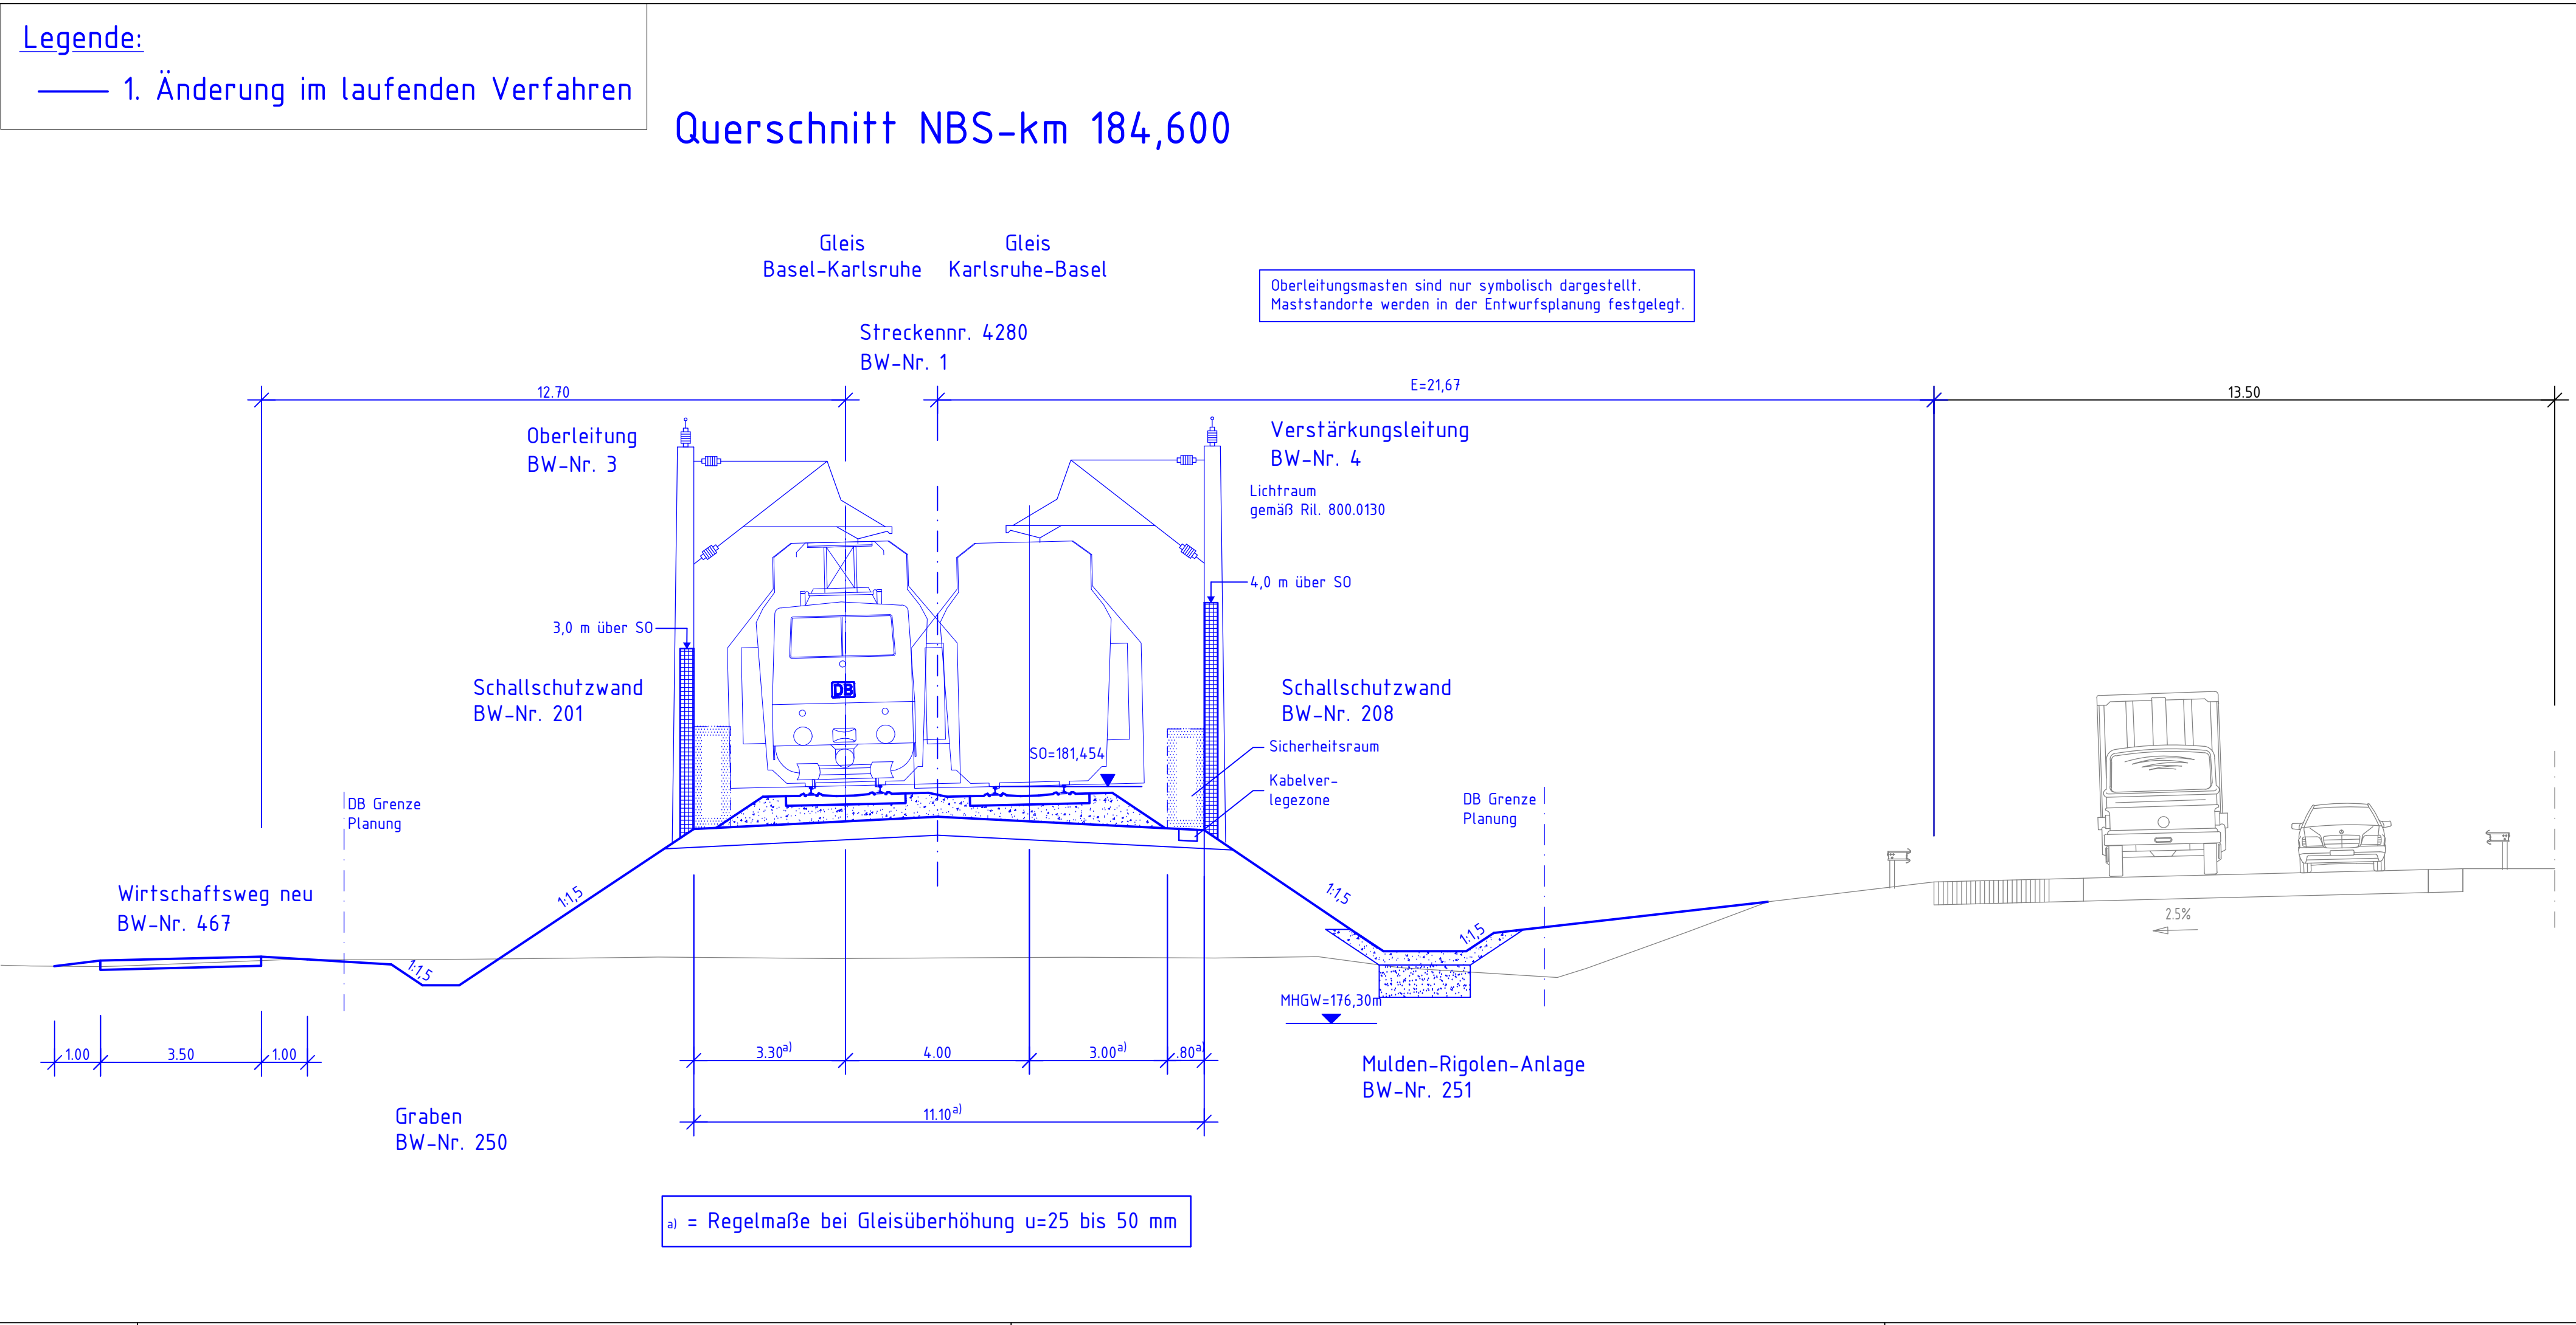 Legende:
1. Änderung im laufenden Verfahren
Querschnitt NBS-km 184,600
Gleis
Basel-Karlsruhe
Gleis
Karlsruhe-Basel
Oberleitungsmasten sind nur symbolisch dargestellt.
Maststandorte werden in der Entwurfsplanung festgelegt.
Streckennr. 4280
BW-Nr. 1
12.70
E=21,67
13.50
Oberleitung
BW-Nr. 3
Verstärkungsleitung
BW-Nr. 4
Lichtraum
gemäß Ril. 800.0130
4,0 m über SO
3,0 m über SO
Schallschutzwand
BW-Nr. 201
DB
Schallschutzwand
BW-Nr. 208
Sicherheitsraum
SO=181,454
Kabelver-
legezone
DB Grenze
Planung
DB Grenze
Planung
Wirtschaftsweg neu
BW-Nr. 467
1:1,5
1:1,5
1:1,5
1:1,5
2.5%
MHGW=176,30m
1.00
3.50
1.00
3.30a)
4.00
3.00a)
.80a)
Mulden-Rigolen-Anlage
BW-Nr. 251
11.10a)
Graben
BW-Nr. 250
a) = Regelmaße bei Gleisüberhöhung u=25 bis 50 mm